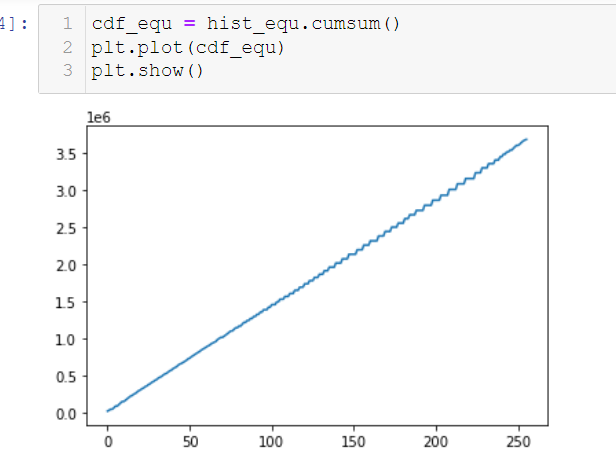 4]:
1 cdf_equ = hist_equ.cumsum()
2 plt.plot(cdf_equ)
3 plt.show()
1e6
3.5
3.0
2.5
2.0
1.5
1.0
0.5
0.0
0 50 100 150 200 250